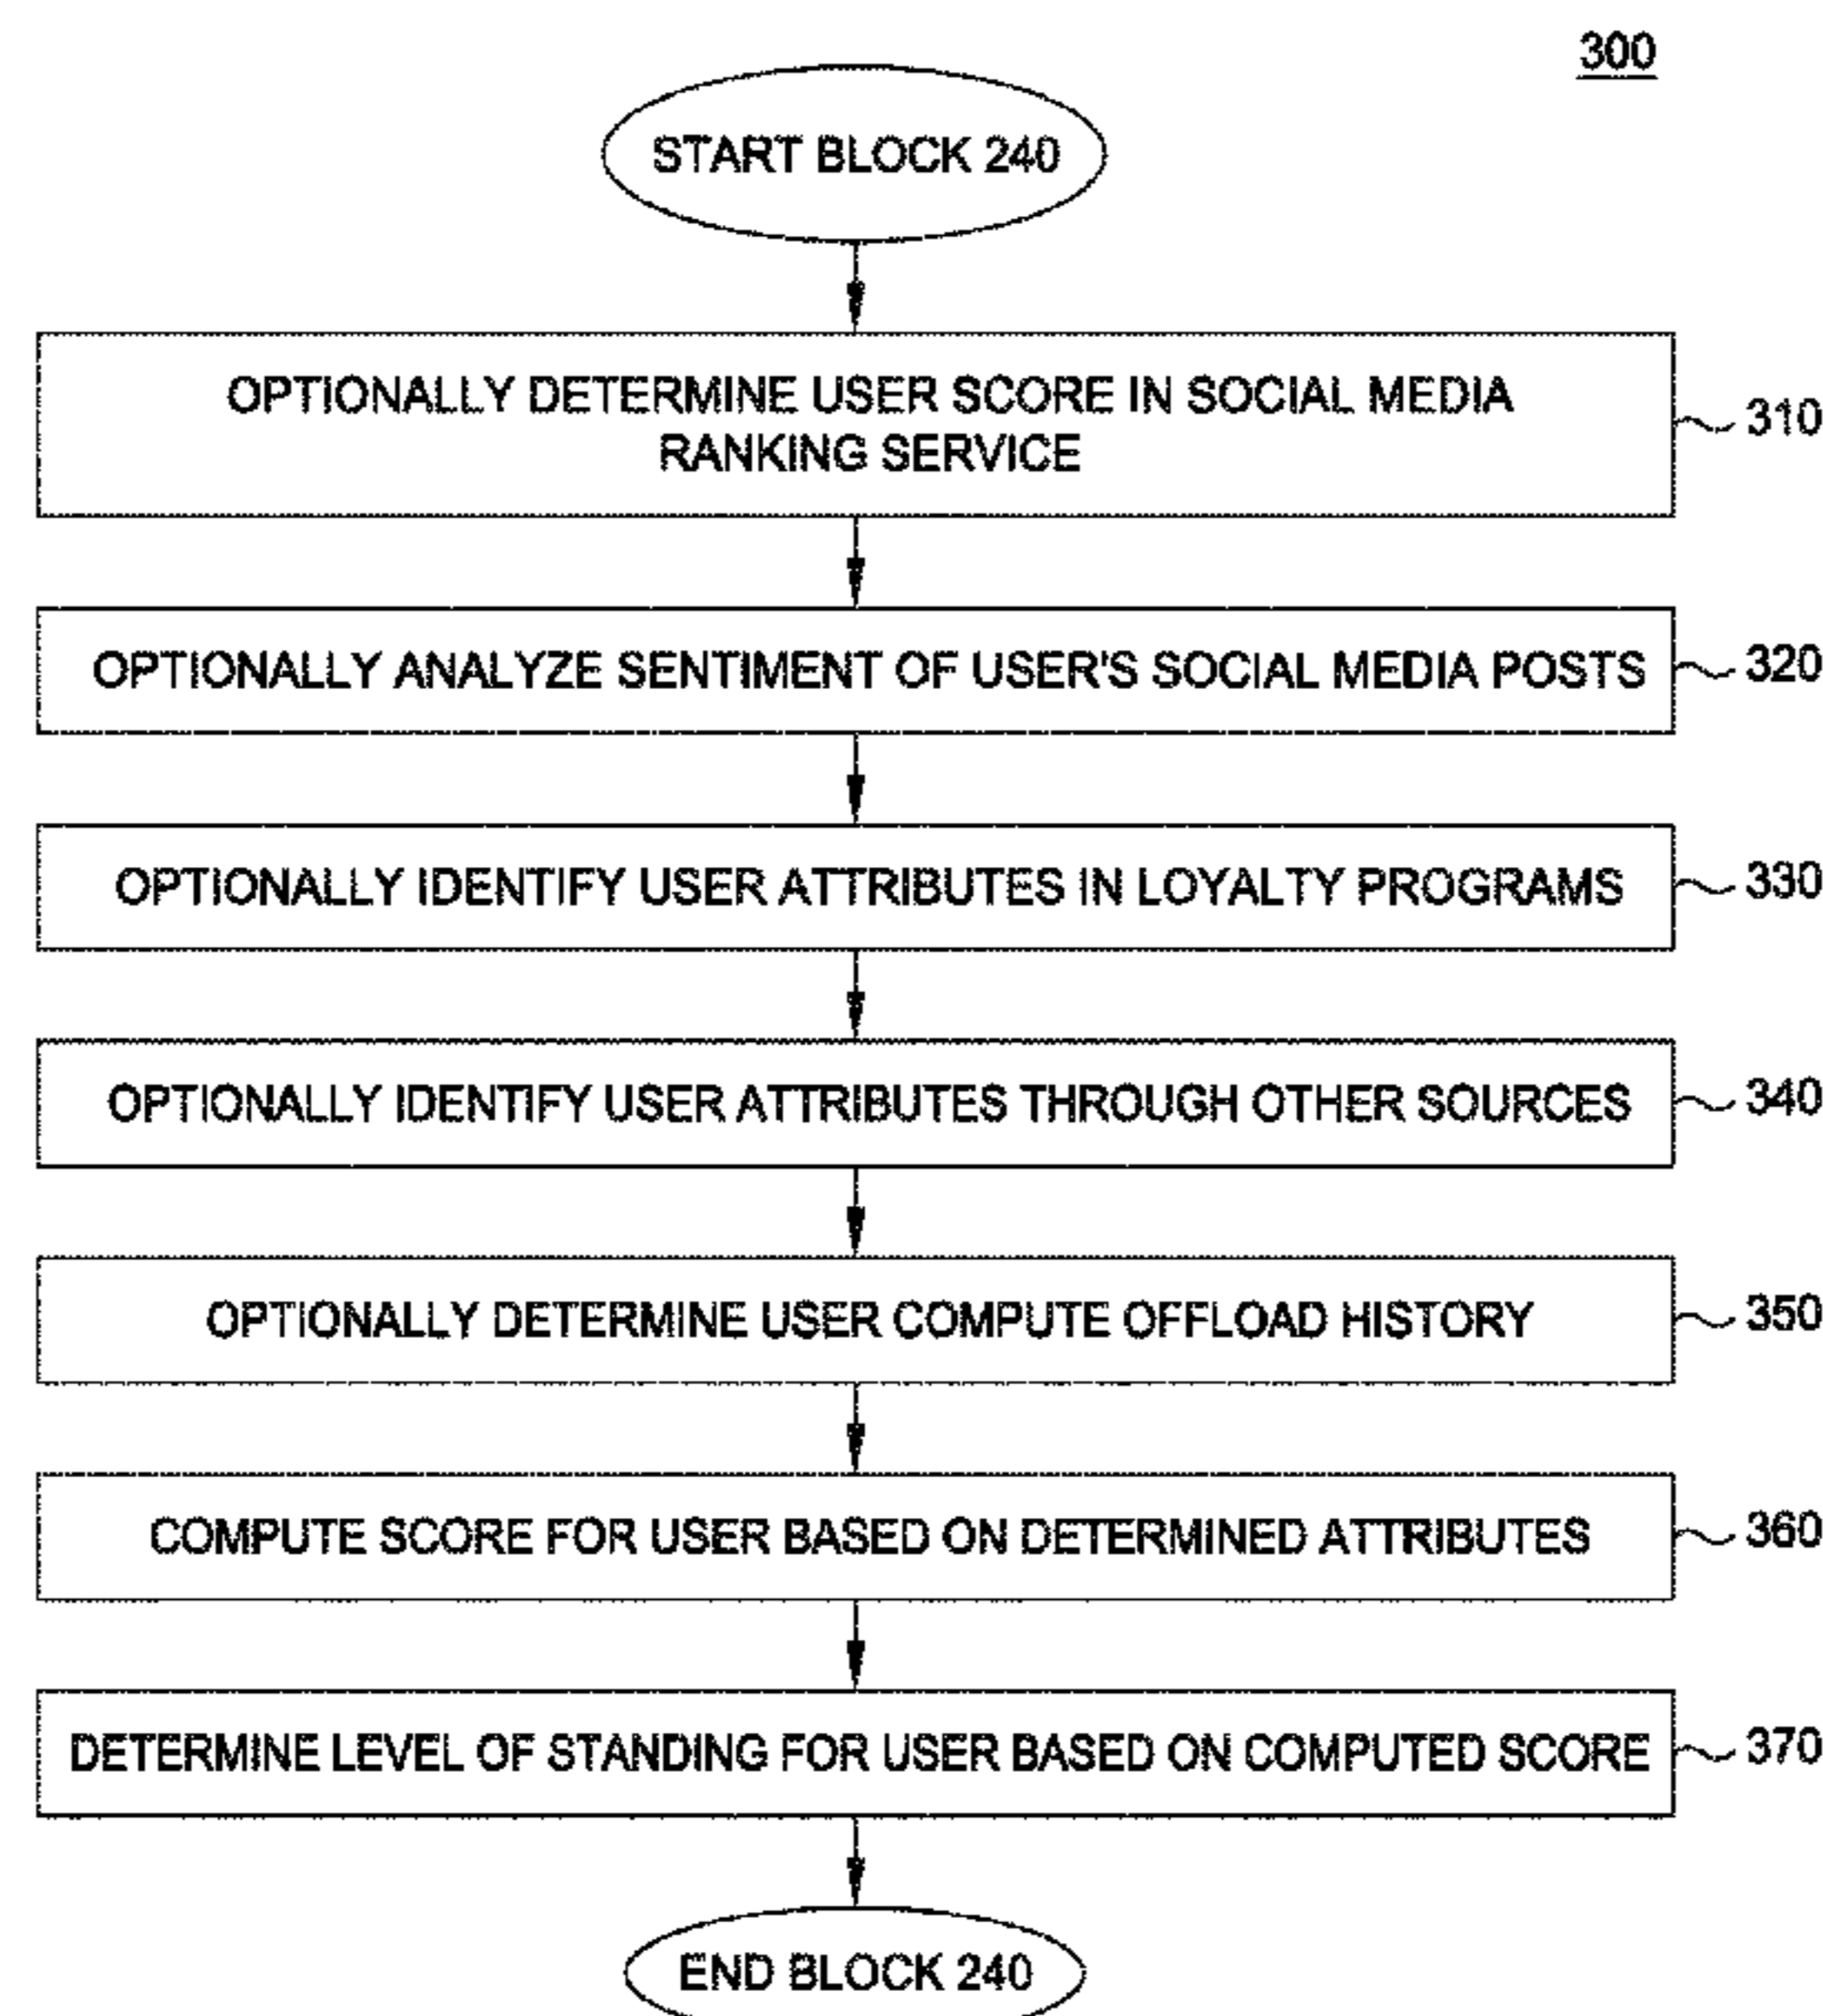 300
START BLOCK 240
OPTIONALLY DETERMINE USER SCORE IN SOCIAL MEDIA
RANKING SERVICE
310
OPTIONALLY ANALYZE SENTIMENT OF USER'S SOCIAL MEDIA POSTS
320
OPTIONALLY IDENTIFY USER ATTRIBUTES IN LOYALTY PROGRAMS
330
OPTIONALLY IDENTIFY USER ATTRIBUTES THROUGH OTHER SOURCES
340
OPTIONALLY DETERMINE USER COMPUTE OFFLOAD HISTORY
350
COMPUTE SCORE FOR USER BASED ON DETERMINED ATTRIBUTES
360
DETERMINE LEVEL OF STANDING FOR USER BASED ON COMPUTED SCORE
370
END BLOCK 240